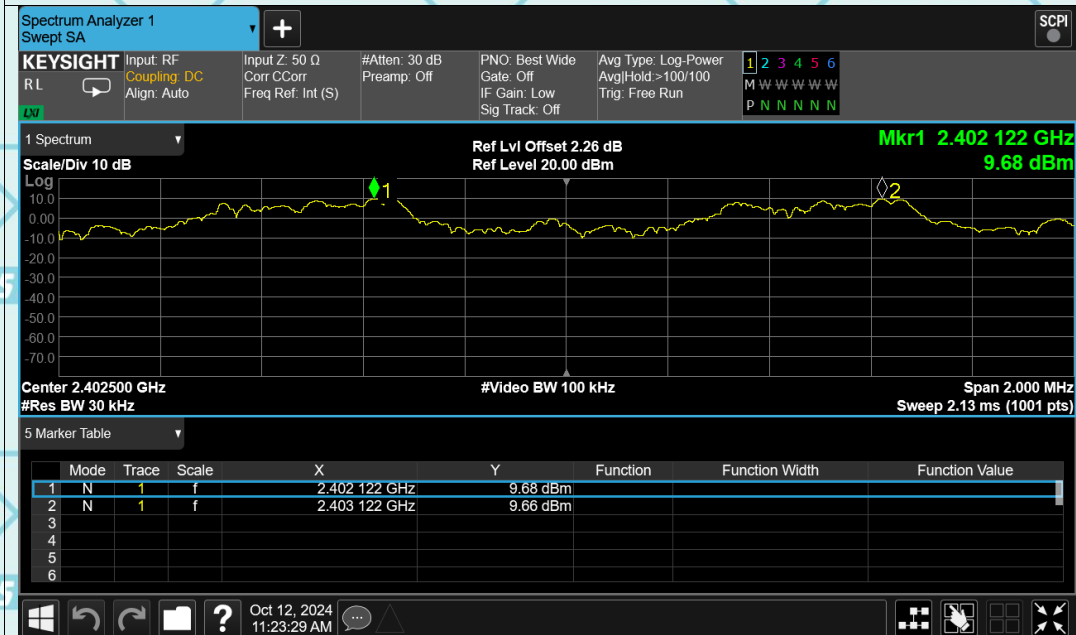 Spectrum Analyzer 1
Swept SA
+
SCPI
KEYSIGHT
R L
LXI
Input: RF
Coupling: DC
Align: Auto
Input Z: 50 Ω
Corr CCorr
Freq Ref: Int (S)
#Atten: 30 dB
Preamp: Off
PNO: Best Wide
Gate: Off
IF Gain: Low
Sig Track: Off
Avg Type: Log-Power
Avg|Hold:>100/100
Trig: Free Run
1 2 3 4 5 6
M W W W W W
P N N N N N
1 Spectrum
Scale/Div 10 dB
Ref Lvl Offset 2.26 dB
Ref Level 20.00 dBm
Mkr1 2.402 122 GHz
9.68 dBm
Log
1
2
10.0
0.00
-10.0
-20.0
-30.0
-40.0
-50.0
-60.0
-70.0
Center 2.402500 GHz
#Video BW 100 kHz
Span 2.000 MHz
#Res BW 30 kHz
Sweep 2.13 ms (1001 pts)
5 Marker Table
Mode Trace Scale X Y Function Function Width Function Value
1 N 1 f 2.402 122 GHz 9.68 dBm
2 N 1 f 2.403 122 GHz 9.66 dBm
3
4
5
6
?
Oct 12, 2024
11:23:29 AM